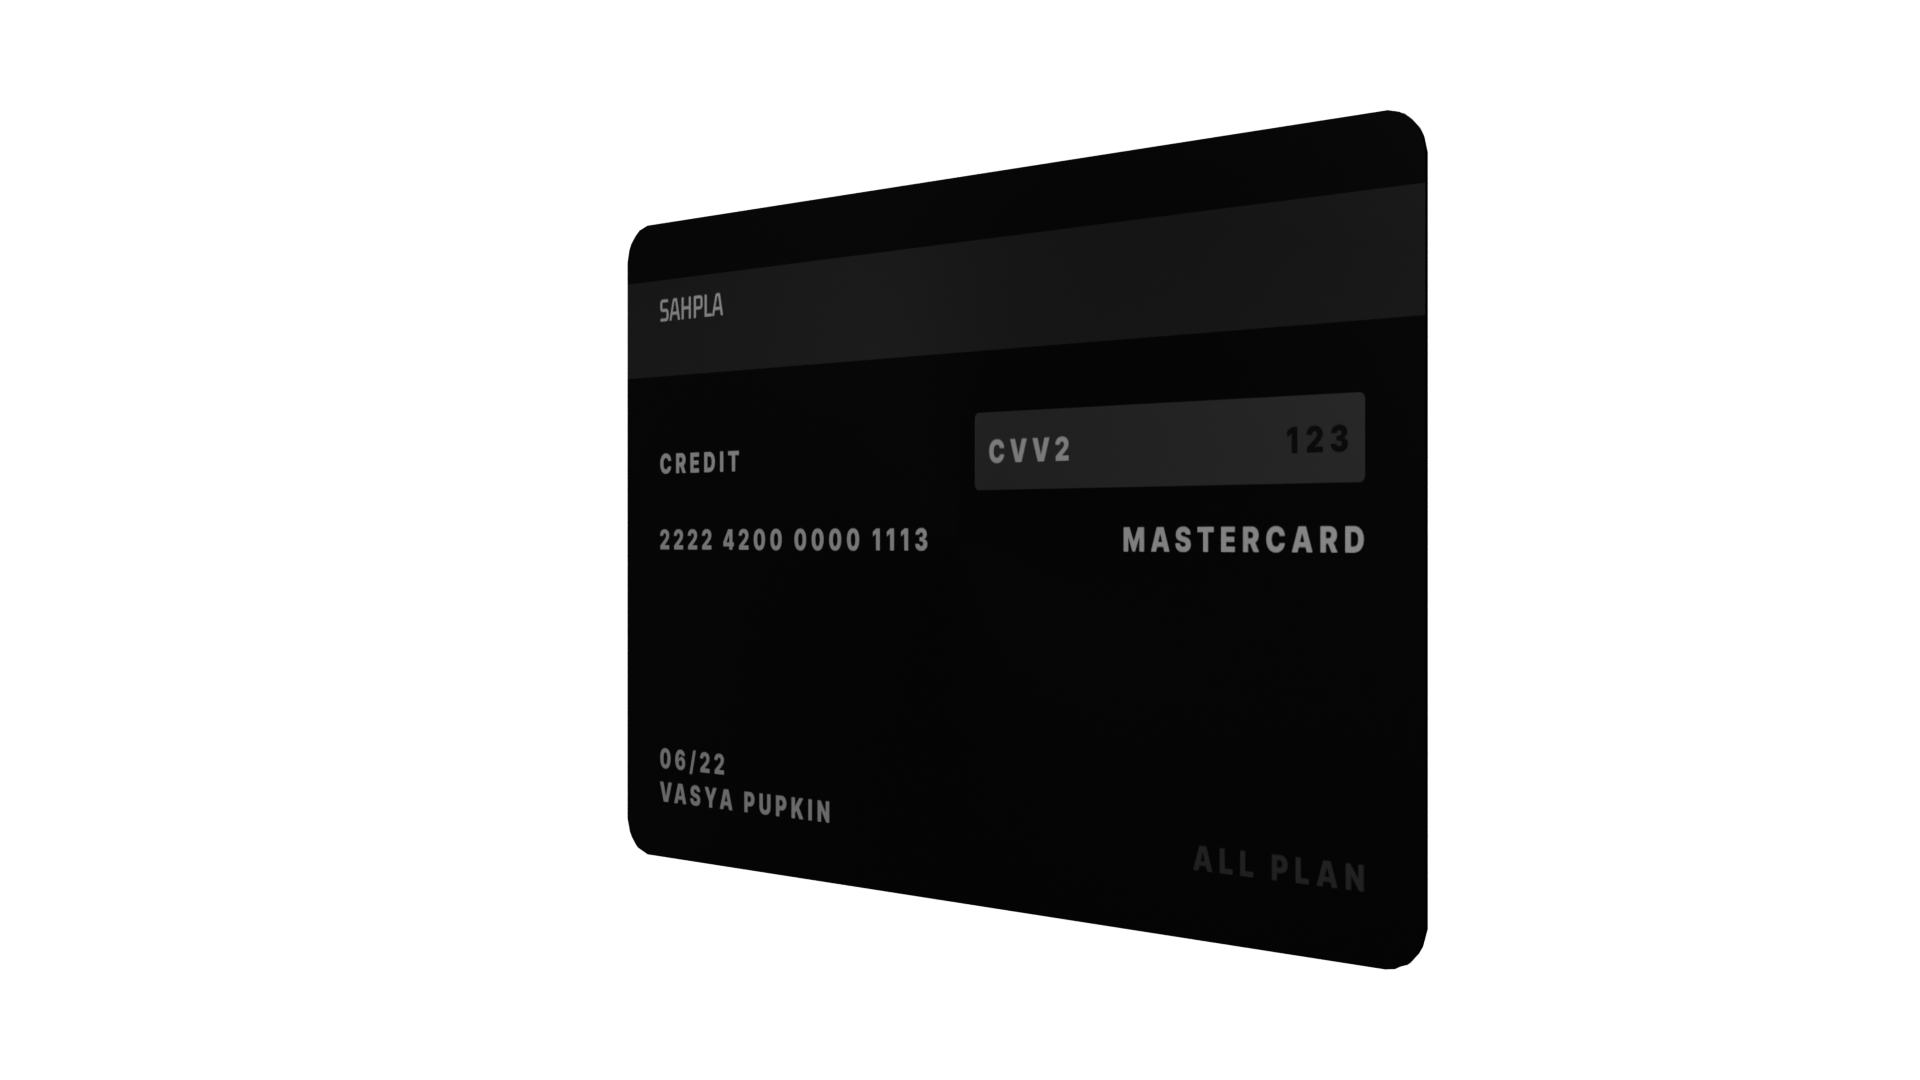 SAHPLA
CREDIT
CVV2 123
2222 4200 0000 1113
MASTERCARD
06/22
VASYA PUPKIN
ALL PLAN